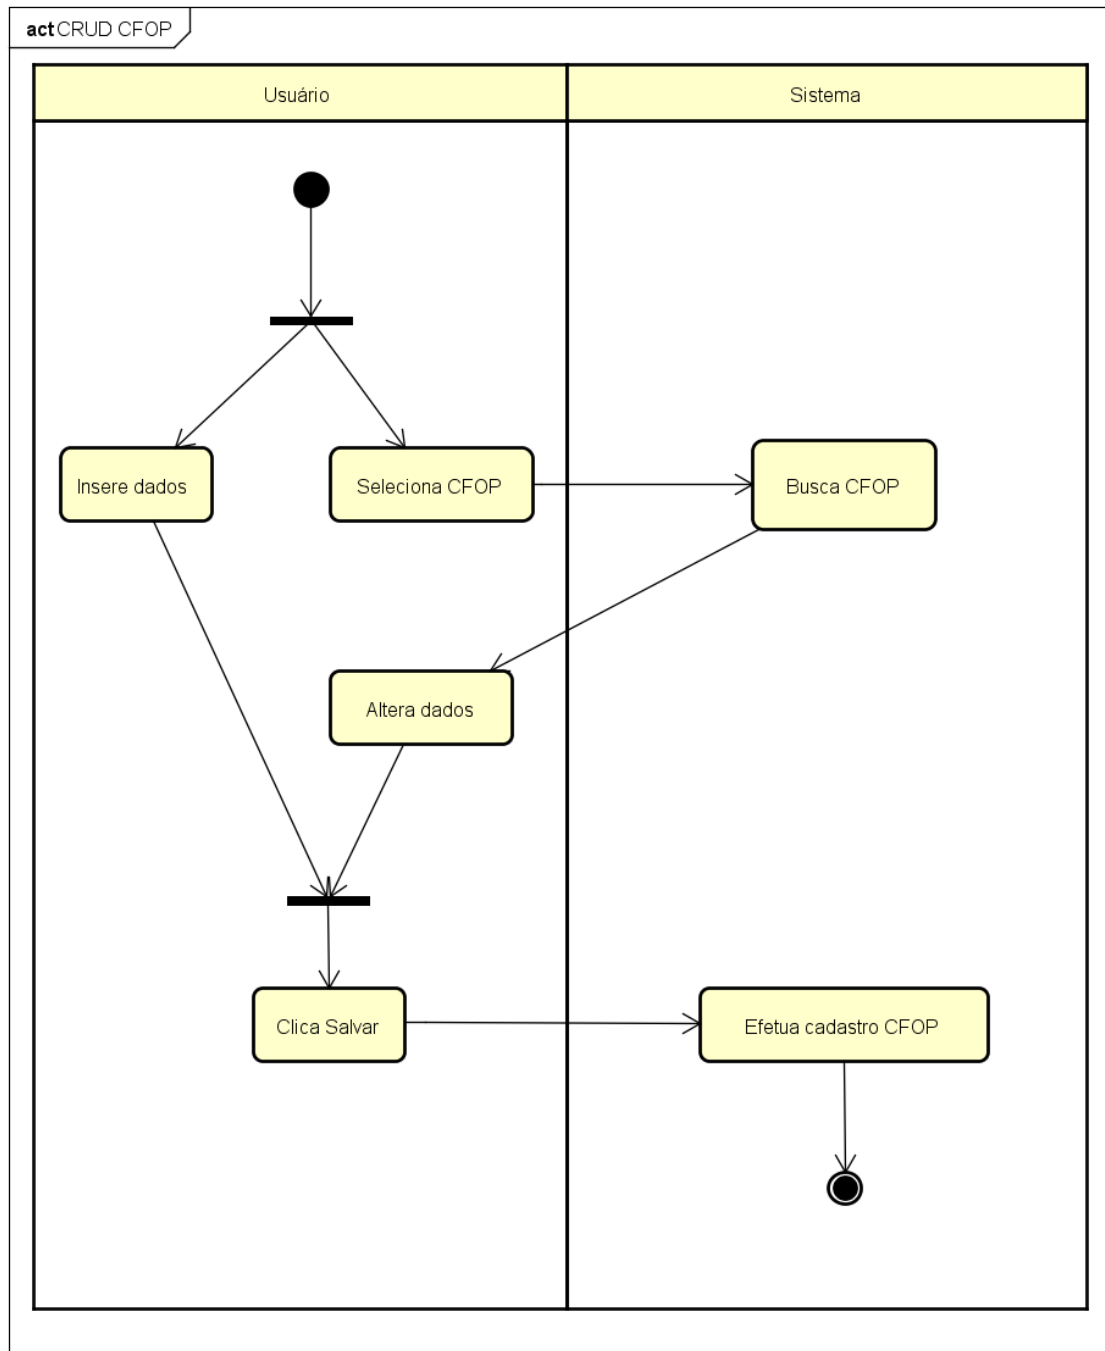 act CRUD CFOP
Usuário
Sistema
Insere dados
Seleciona CFOP
Busca CFOP
Altera dados
Clica Salvar
Efetua cadastro CFOP